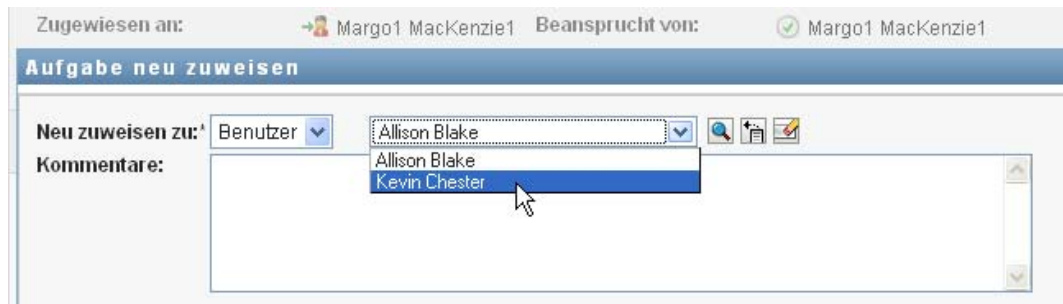 Zugewiesen an: Margo1 MacKenzie1 Beansprucht von: Margo1 MacKenzie1
Aufgabe neu zuweisen
Neu zuweisen zu:* Benutzer Allison Blake
Allison Blake
Kommentare:
Kevin Chester